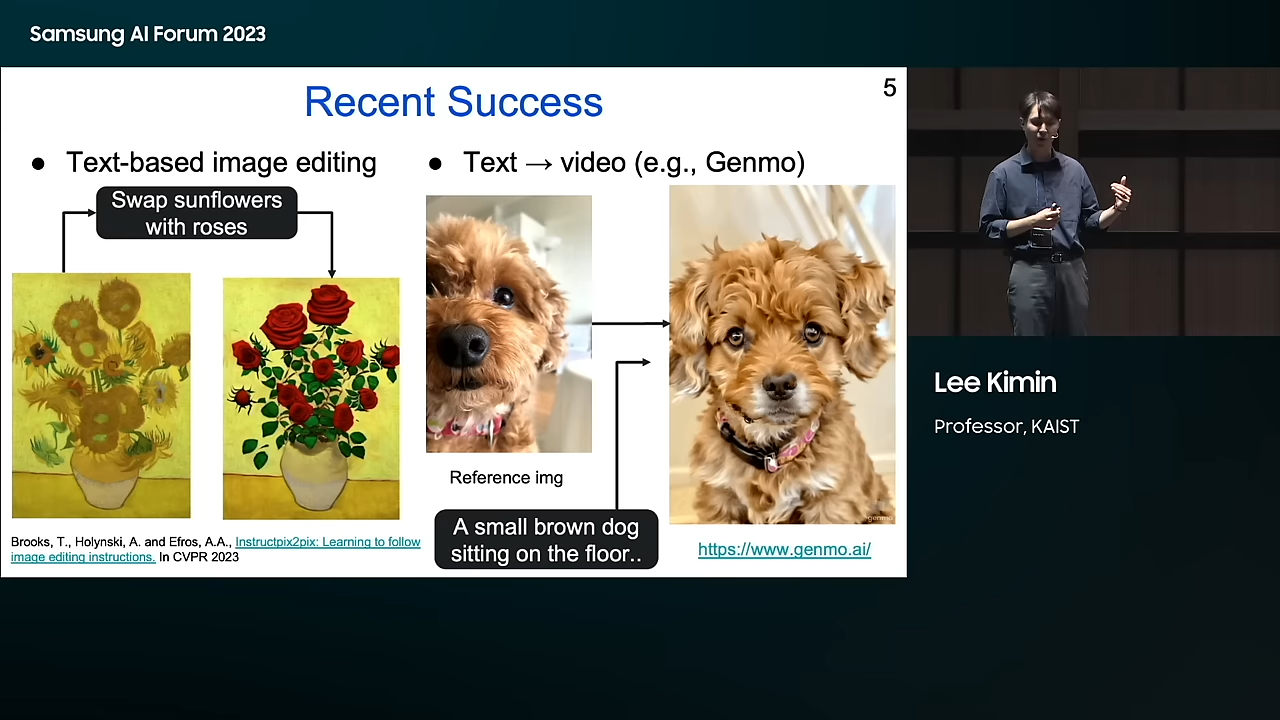 Samsung AI Forum 2023
5
Recent Success
● Text-based image editing
● Text → video (e.g., Genmo)
Swap sunflowers
with roses
Reference img
A small brown dog
sitting on the floor..
genmo
Brooks, T., Holynski, A. and Efros, A.A., Instructpix2pix: Learning to follow
image editing instructions. In CVPR 2023
https://www.genmo.ai/
Lee Kimin
Professor, KAIST